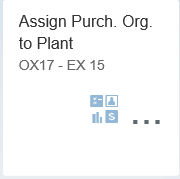 Assign Purch. Org.
to Plant
OX17 - EX 15
S
...